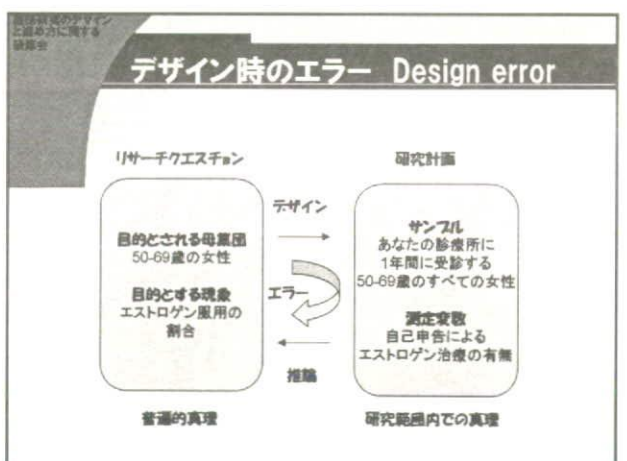 のデザイン
と進め方に関する
研修会
デザイン時のエラー Design error
リサーチクエスチョン
目的とされる母集団
50-69歳の女性
目的とする現象
エストロゲン服用の
割合
普遍的真理
デザイン
エラー
推論
研究計画
サンプル
あなたの診療所に
1年間に受診する
50-69歳のすべての女性
測定変数
自己申告による
エストロゲン治療の有無
研究範囲内での真理